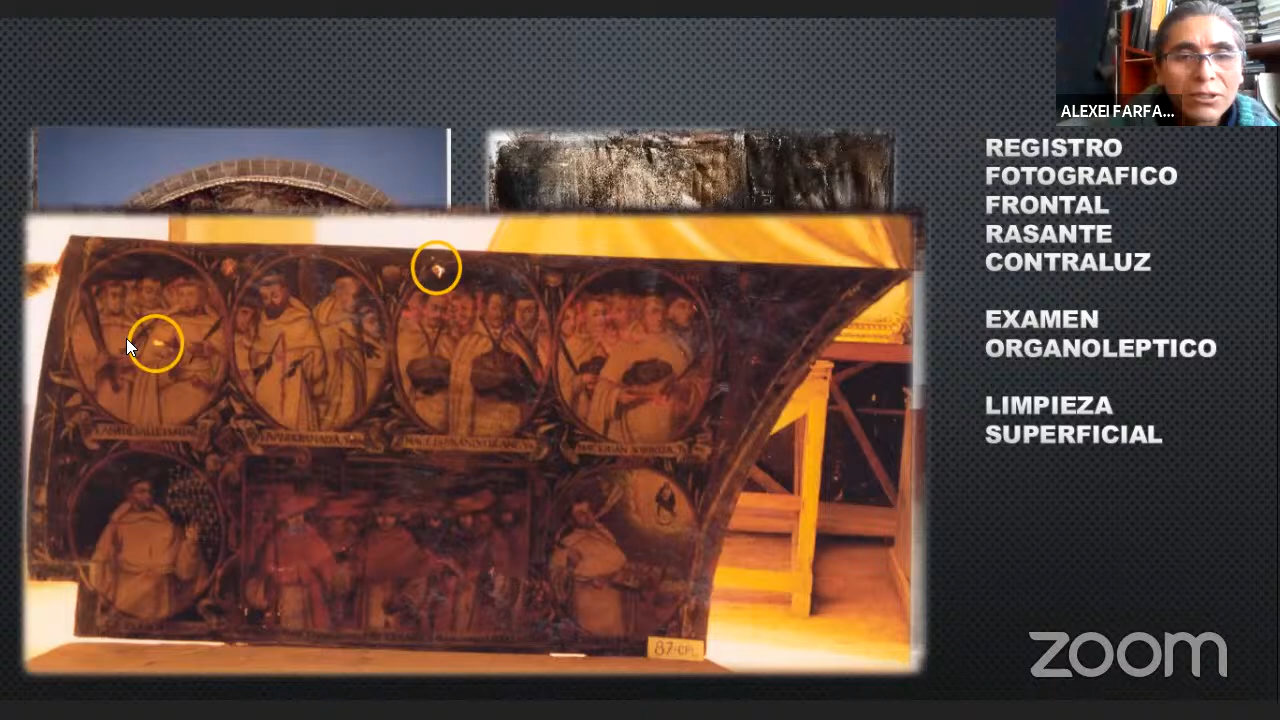 ALEXEI FARFA...
REGISTRO
FOTOGRAFICO
FRONTAL
RASANTE
CONTRALUZ
EXAMEN
ORGANOLEPTICO
LIMPIEZA
SUPERFICIAL
87-CPL
zoom